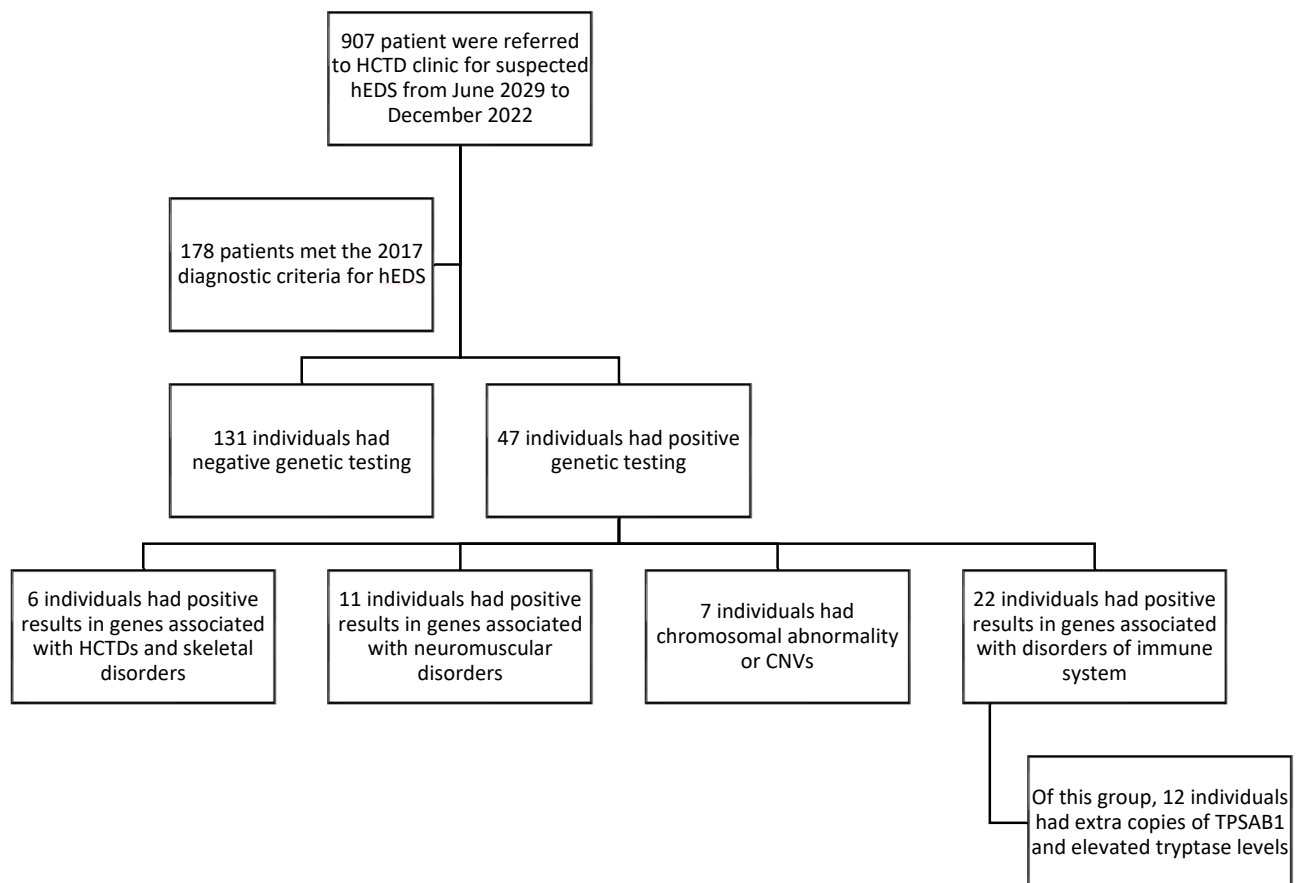 907 patient were referred
to HCTD clinic for suspected
hEDS from June 2029 to
December 2022
178 patients met the 2017
diagnostic criteria for hEDS
131 individuals had
negative genetic testing
47 individuals had positive
genetic testing
6 individuals had positive
results in genes associated
with HCTDs and skeletal
disorders
11 individuals had positive
results in genes associated
with neuromuscular
disorders
7 individuals had
chromosomal abnormality
or CNVs
22 individuals had positive
results in genes associated
with disorders of immune
system
Of this group, 12 individuals
had extra copies of TPSAB1
and elevated tryptase levels